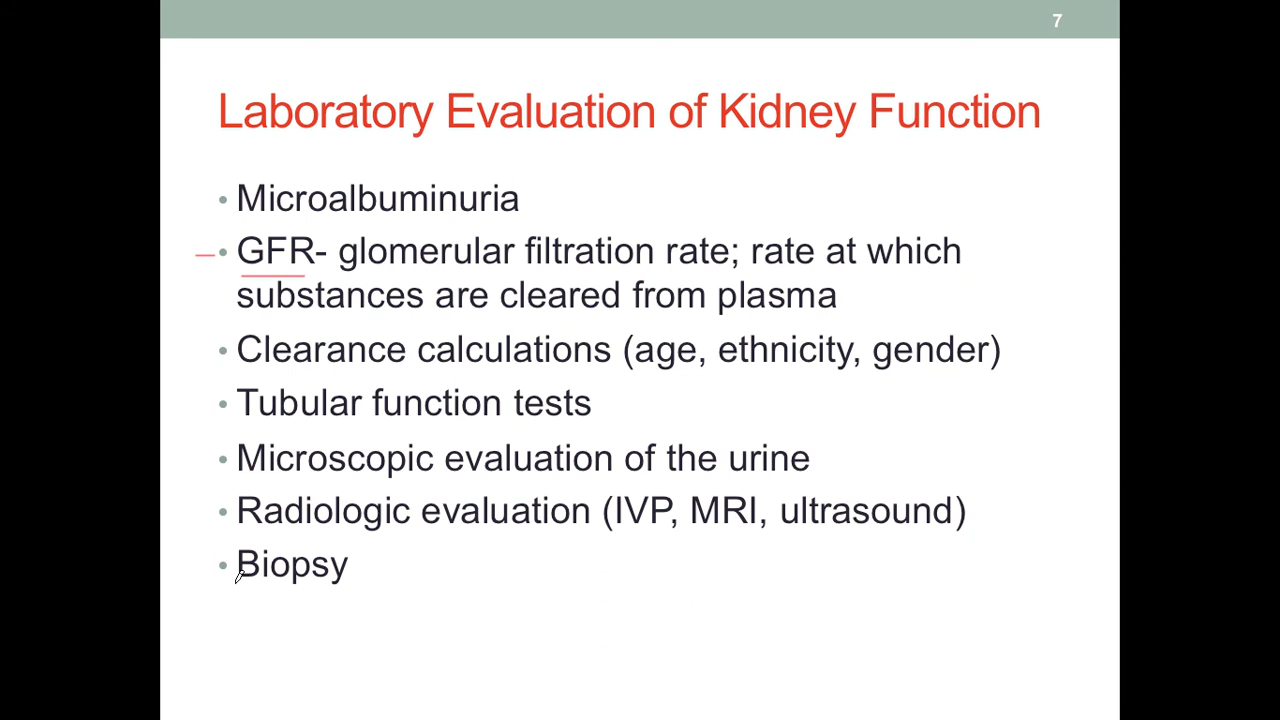 7
Laboratory Evaluation of Kidney Function
• Microalbuminuria
• GFR- glomerular filtration rate; rate at which
substances are cleared from plasma
• Clearance calculations (age, ethnicity, gender)
• Tubular function tests
• Microscopic evaluation of the urine
• Radiologic evaluation (IVP, MRI, ultrasound)
• Biopsy